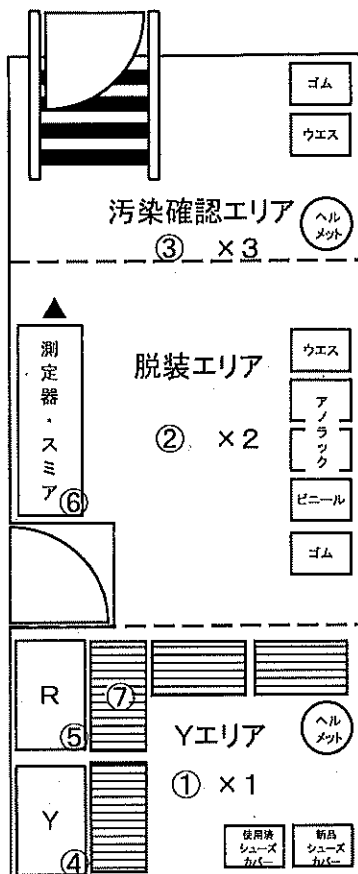 ゴム
ウエス
汚染確認エリア
ヘル
メット
③ ×3
▲
測定器・スミア
⑥
脱装エリア
② ×2
ウエス
アノラック
ビニール
ゴム
R
⑤
⑦
Yエリア
ヘル
メット
① ×1
Y
④
使用済
シューズ
カバー
新品
シューズ
カバー